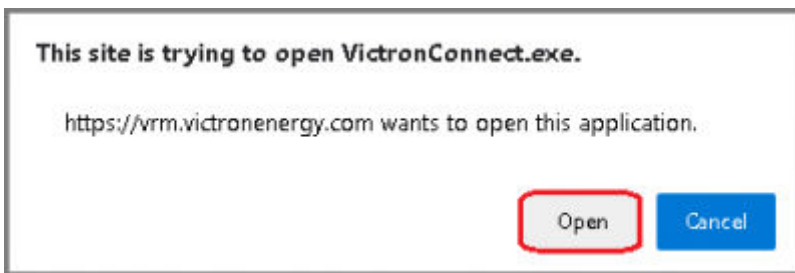 This site is trying to open VictronConnect.exe.
https://vrm.victronenergy.com wants to open this application.
Open
Cancel